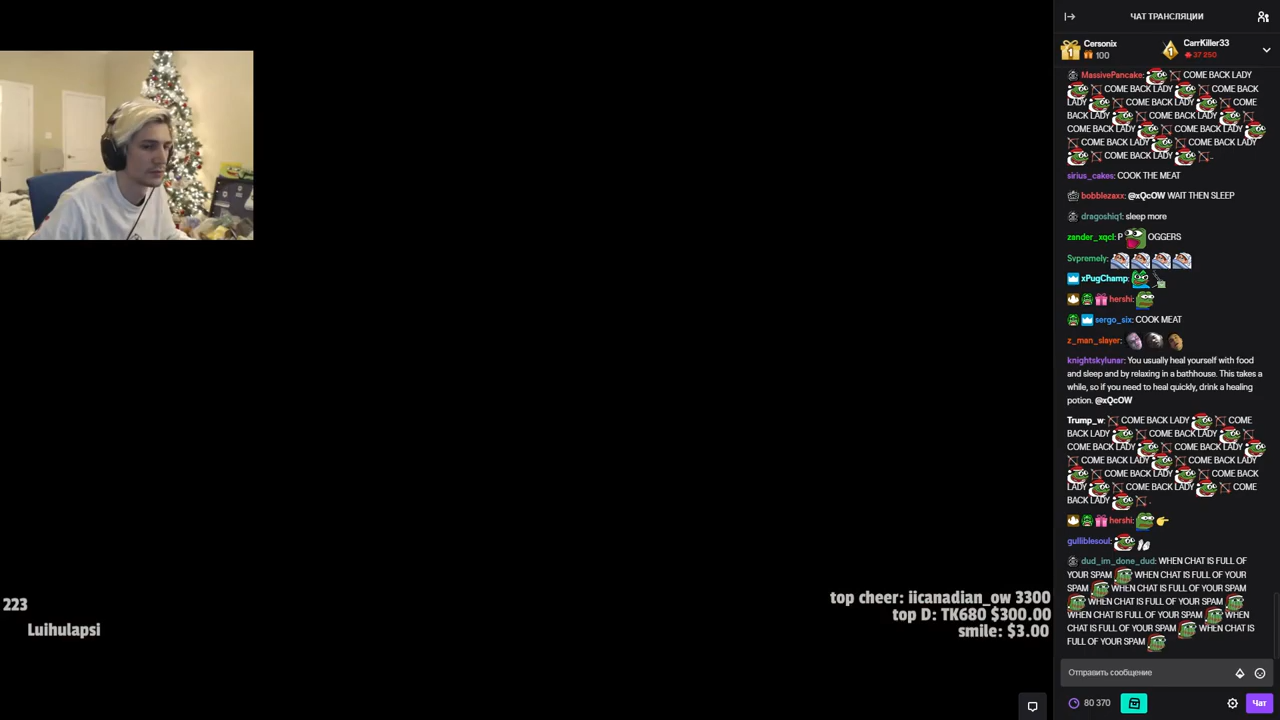 ЧАТ ТРАНСЛЯЦИИ
Cersonix
100
CarrKiller33
37 250
MassivePancake: COME BACK LADY
COME BACK LADY COME BACK
LADY COME BACK LADY COME
BACK LADY COME BACK LADY
COME BACK LADY COME BACK LADY
COME BACK LADY COME BACK LADY
COME BACK LADY .
sirius_cakes: COOK THE MEAT
bobblezaxx: @xQcOW WAIT THEN SLEEP
dragoshiq1: sleep more
zander_xqcl: P OGGERS
Svpremely:
xPugChamp:
hershi:
sergo_six: COOK MEAT
z_man_slayer:
knightskylunar: You usually heal yourself with food
and sleep and by relaxing in a bathhouse. This takes a
while, so if you need to heal quickly, drink a healing
potion. @xQcOW
Trump_w: COME BACK LADY COME
BACK LADY COME BACK LADY
COME BACK LADY COME BACK LADY
COME BACK LADY COME BACK LADY
COME BACK LADY COME BACK
LADY COME BACK LADY COME
BACK LADY .
hershi:
gulliblesoul:
dud_im_done_dud: WHEN CHAT IS FULL OF
YOUR SPAM WHEN CHAT IS FULL OF YOUR
SPAM WHEN CHAT IS FULL OF YOUR SPAM
WHEN CHAT IS FULL OF YOUR SPAM
WHEN CHAT IS FULL OF YOUR SPAM WHEN
CHAT IS FULL OF YOUR SPAM WHEN CHAT IS
FULL OF YOUR SPAM
223
Luihulapsi
top cheer: iicanadian_ow 3300
top D: TK680 $300.00
smile: $3.00
Отправить сообщение
80 370
Чат